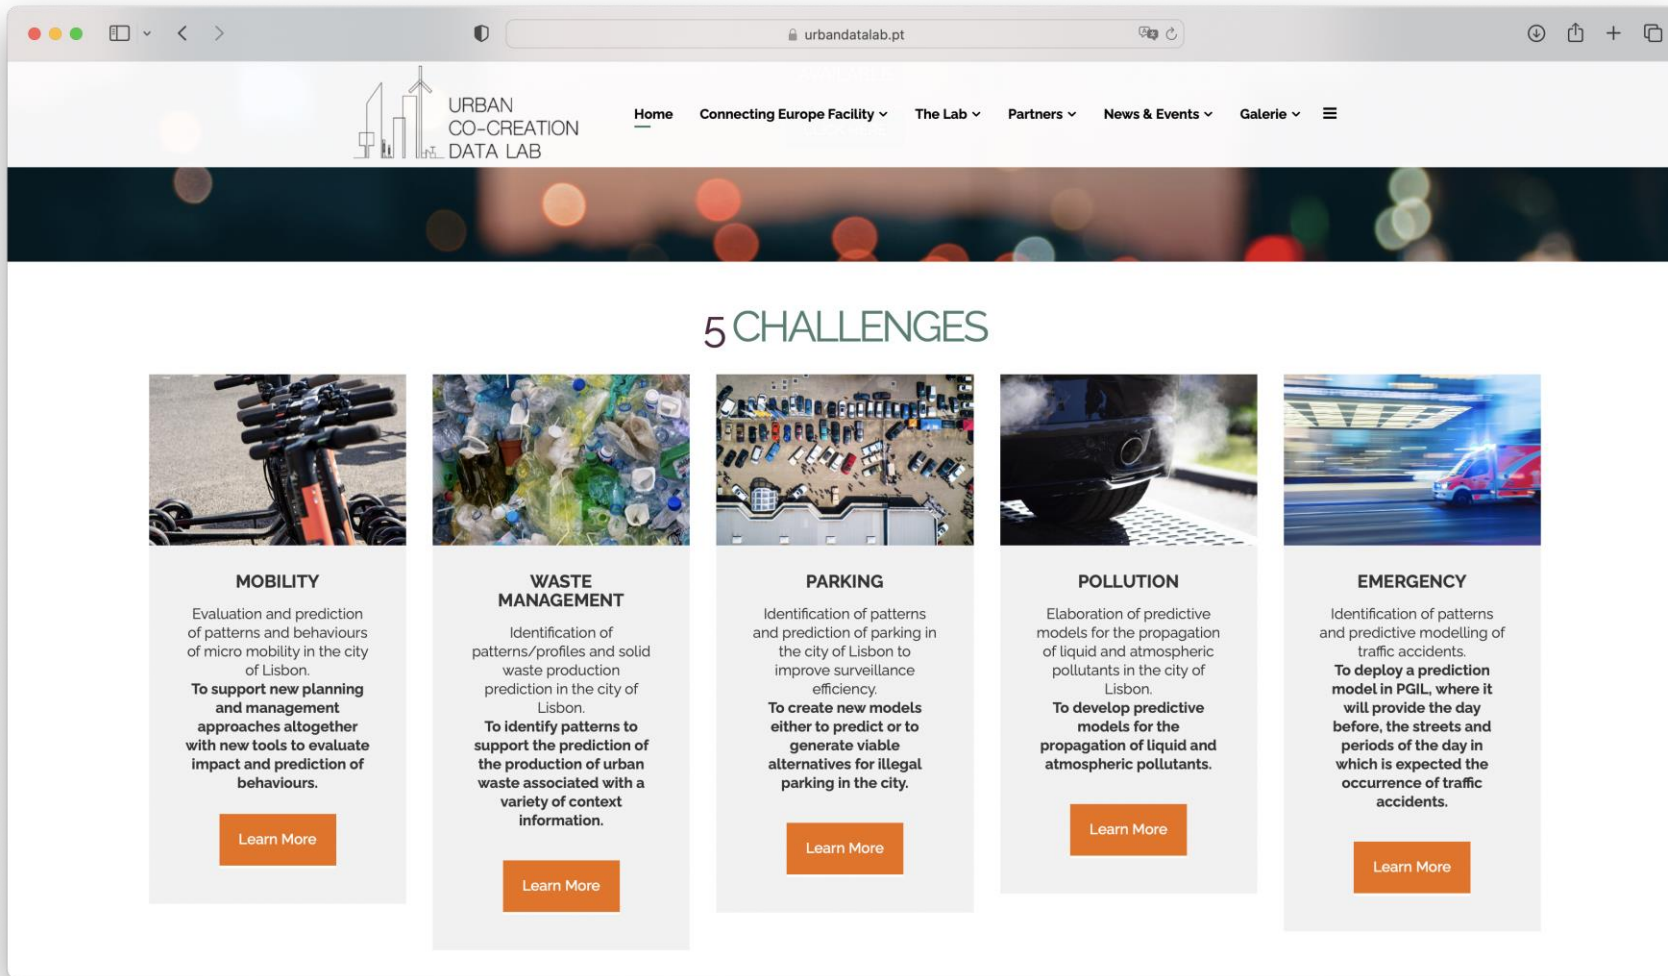 urbandatalab.pt
URBAN
CO-CREATION
DATA LAB
Home
Connecting Europe Facility
The Lab
Partners
News & Events
Galerie
5 CHALLENGES
MOBILITY
Evaluation and prediction
of patterns and behaviours
of micro mobility in the city
of Lisbon.
To support new planning
and management
approaches altogether
with new tools to evaluate
impact and prediction of
behaviours.
Learn More
WASTE
MANAGEMENT
Identification of
patterns/profiles and solid
waste production
prediction in the city of
Lisbon.
To identify patterns to
support the prediction of
the production of urban
waste associated with a
variety of context
information.
Learn More
PARKING
Identification of patterns
and prediction of parking in
the city of Lisbon to
improve surveillance
efficiency.
To create new models
either to predict or to
generate viable
alternatives for illegal
parking in the city.
Learn More
POLLUTION
Elaboration of predictive
models for the propagation
of liquid and atmospheric
pollutants in the city of
Lisbon.
To develop predictive
models for the
propagation of liquid and
atmospheric pollutants.
Learn More
EMERGENCY
Identification of patterns
and predictive modelling of
traffic accidents.
To deploy a prediction
model in PGIL, where it
will provide the day
before, the streets and
periods of the day in
which is expected the
occurrence of traffic
accidents.
Learn More